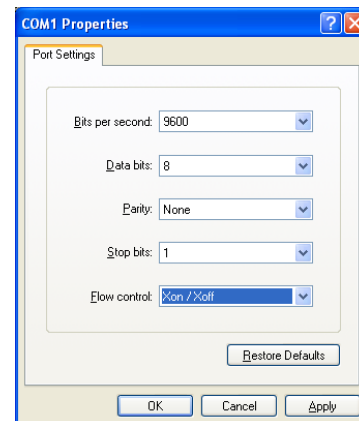 COM1 Properties
Port Settings
Bits per second: 9600
Data bits: 8
Parity: None
Stop bits: 1
Flow control: Xon / Xoff
Restore Defaults
OK Cancel Apply